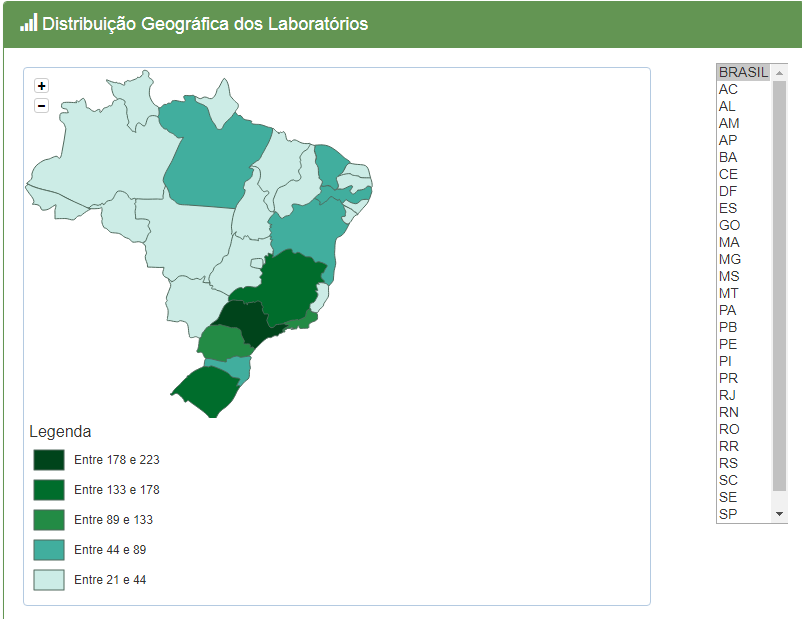 Distribuição Geográfica dos Laboratórios
+
−
Legenda
Entre 178 e 223
Entre 133 e 178
Entre 89 e 133
Entre 44 e 89
Entre 21 e 44
BRASIL
AC
AL
AM
AP
BA
CE
DF
ES
GO
MA
MG
MS
MT
PA
PB
PE
PI
PR
RJ
RN
RO
RR
RS
SC
SE
SP